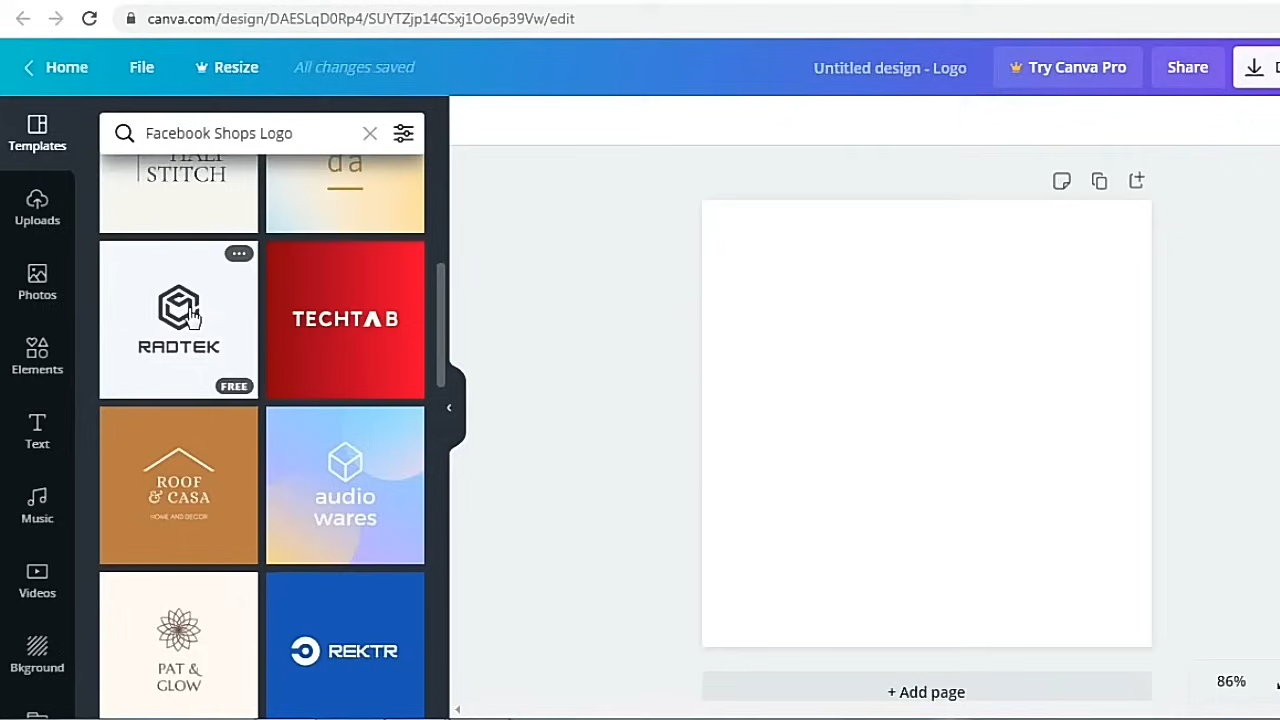 canva.com/design/DAESLqD0Rp4/SUYTZjp14CSxj1Oo6p39Vw/edit
Home File Resize All changes saved Untitled design - Logo Try Canva Pro Share
Templates
Uploads
Photos
Elements
Text
Music
Videos
Bkground
Facebook Shops Logo
HALF
STITCH
da
RADTEK
FREE
TECHTAB
ROOF
& CASA
HOME AND DECOR
audio
wares
PAT &
GLOW
REKTR
+ Add page
86%